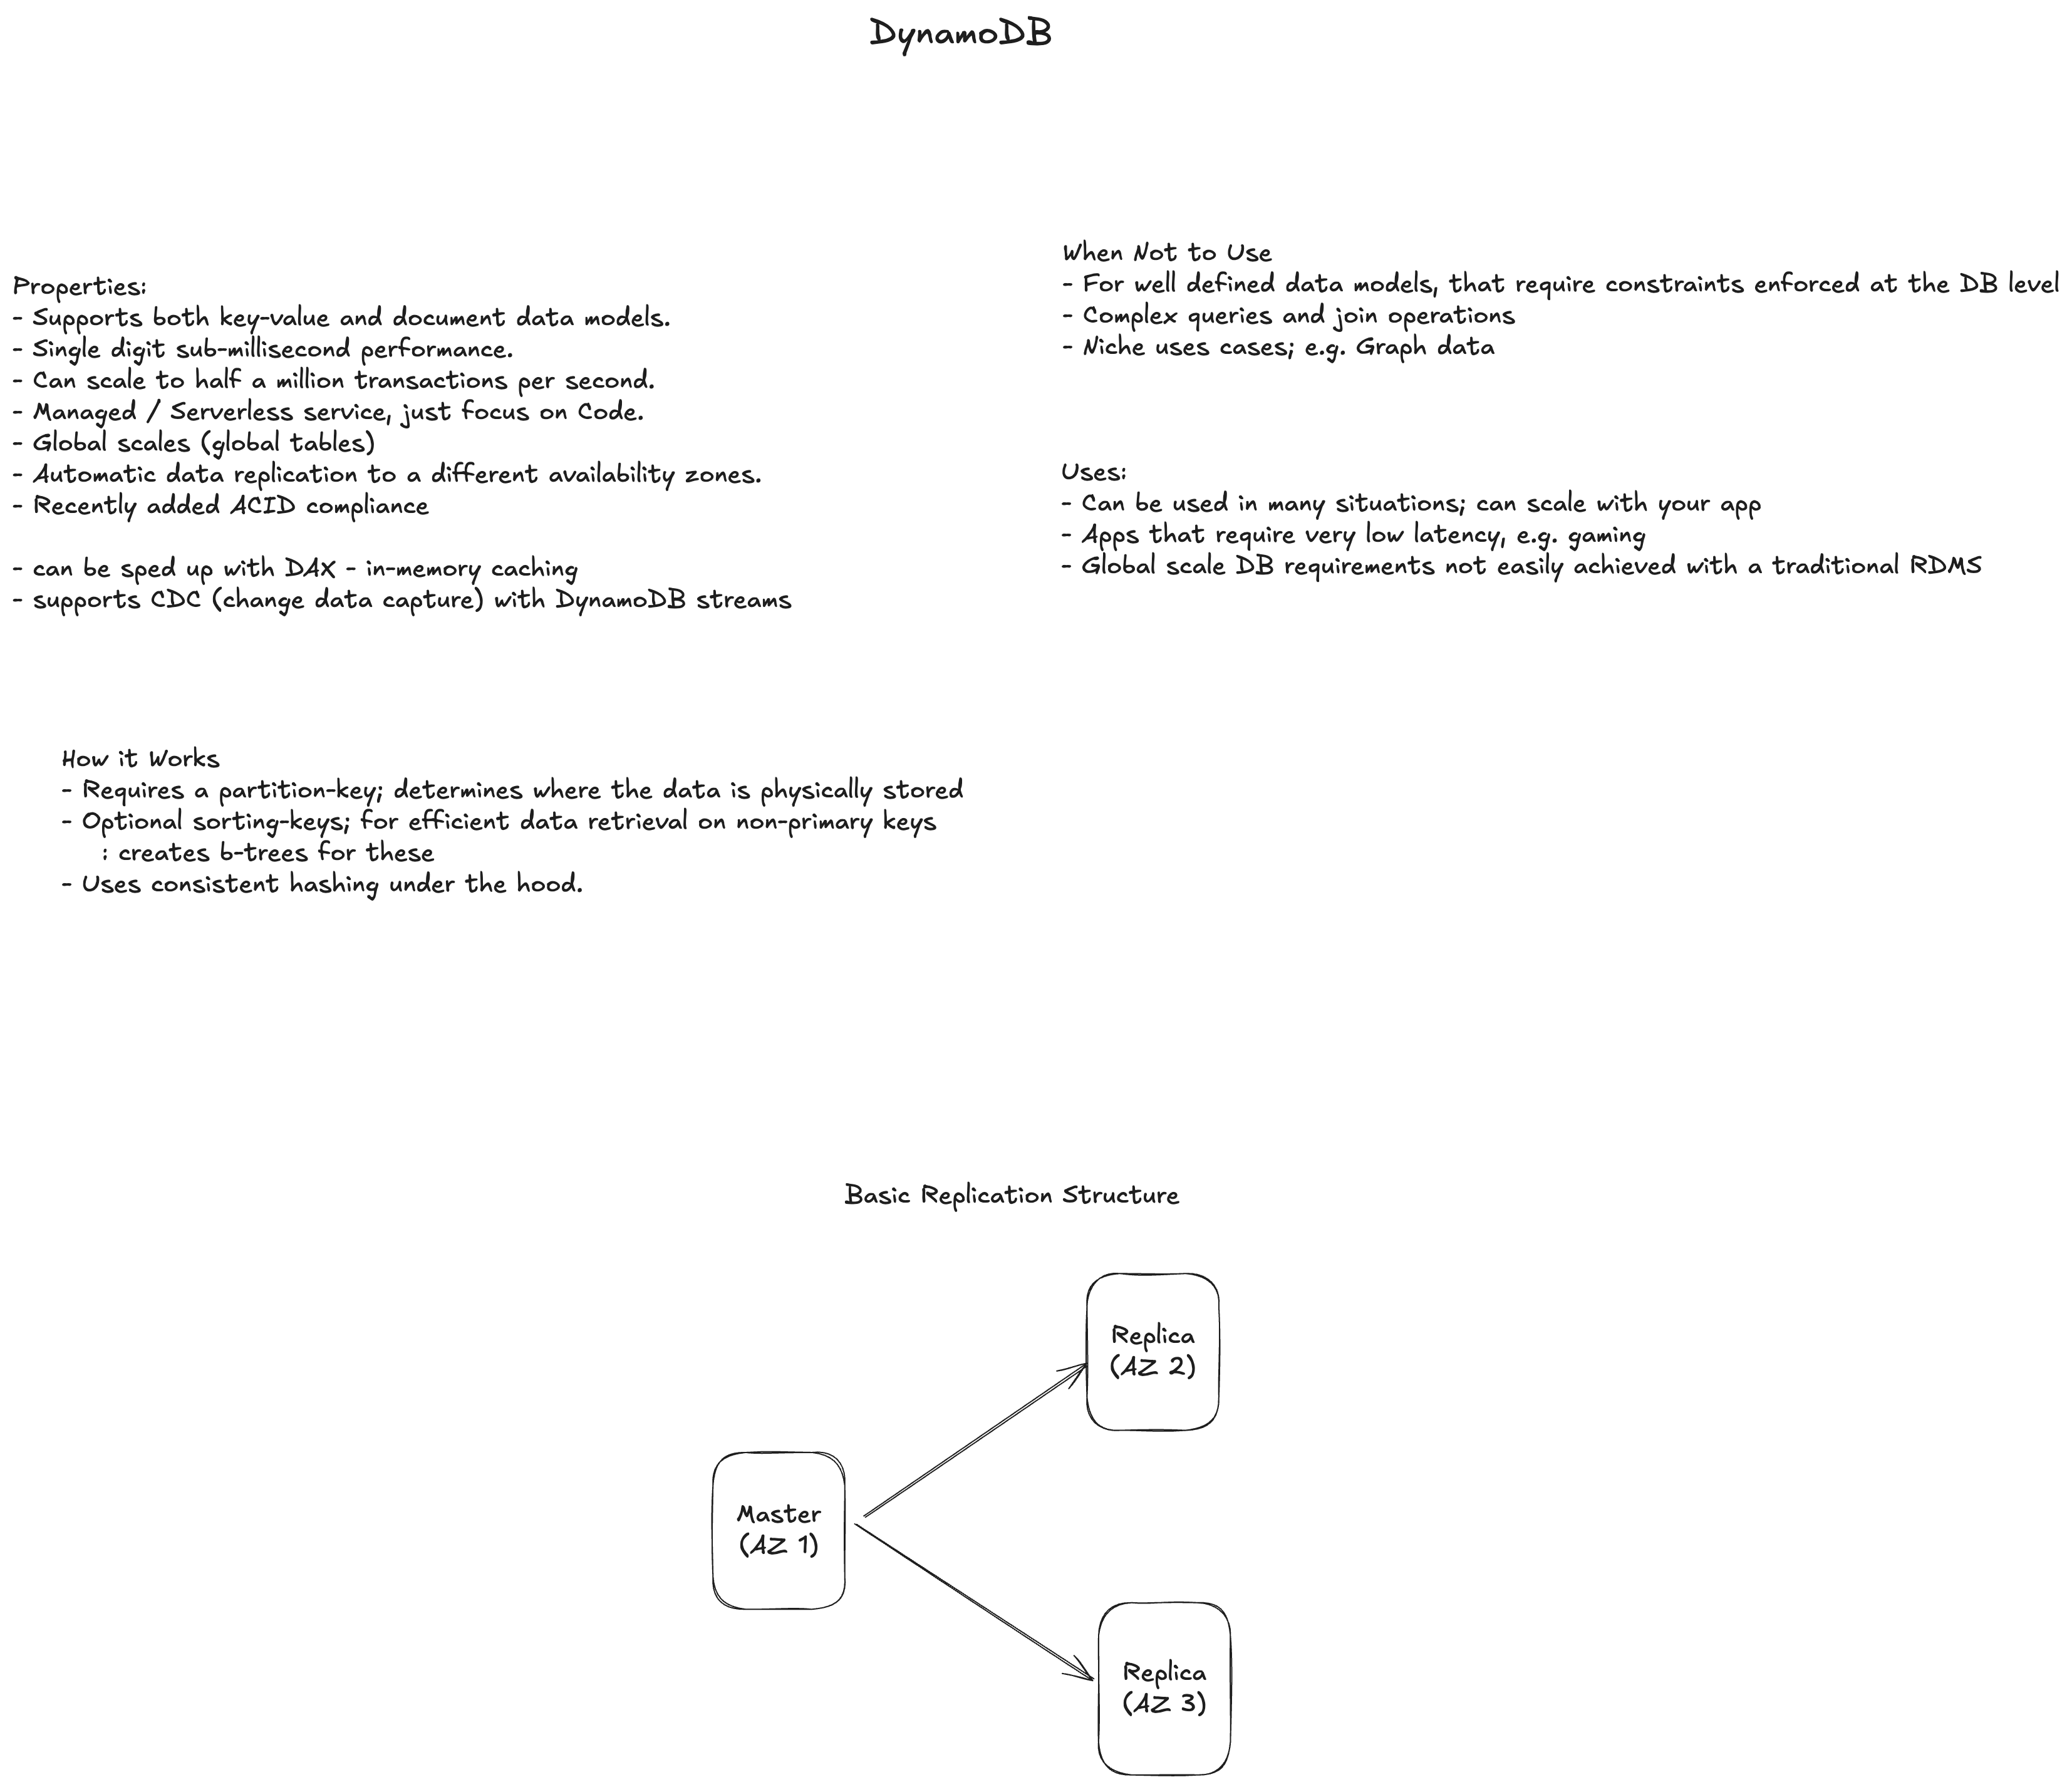 DynamoDB
Properties:
- Supports both key-value and document data models.
- Single digit sub-millisecond performance.
- Can scale to half a million transactions per second.
- Managed / Serverless service, just focus on Code.
- Global scales (global tables)
- Automatic data replication to a different availability zones.
- Recently added ACID compliance
- can be sped up with DAX - in-memory caching
- supports CDC (change data capture) with DynamoDB streams
When Not to Use
- For well defined data models, that require constraints enforced at the DB level
- Complex queries and join operations
- Niche uses cases; e.g. Graph data
Uses:
- Can be used in many situations; can scale with your app
- Apps that require very low latency, e.g. gaming
- Global scale DB requirements not easily achieved with a traditional RDMS
How it Works
- Requires a partition-key; determines where the data is physically stored
- Optional sorting-keys; for efficient data retrieval on non-primary keys
: creates b-trees for these
- Uses consistent hashing under the hood.
Basic Replication Structure
Replica
(AZ 2)
Master
(AZ 1)
Replica
(AZ 3)